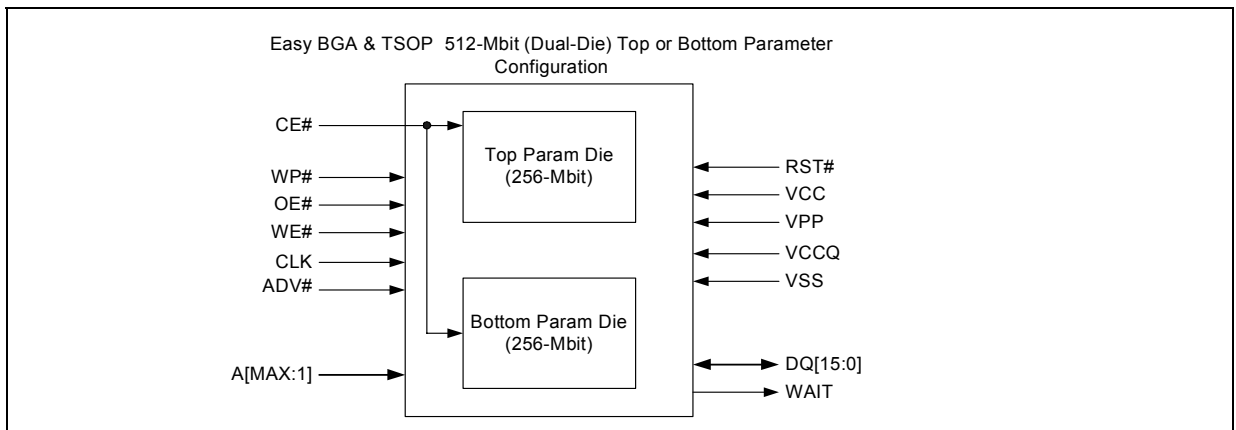 Easy BGA & TSOP 512-Mbit (Dual-Die) Top or Bottom Parameter
Configuration
CE#
WP#
OE#
WE#
CLK
ADV#
A[MAX:1]
Top Param Die
(256-Mbit)
Bottom Param Die
(256-Mbit)
RST#
VCC
VPP
VCCQ
VSS
DQ[15:0]
WAIT